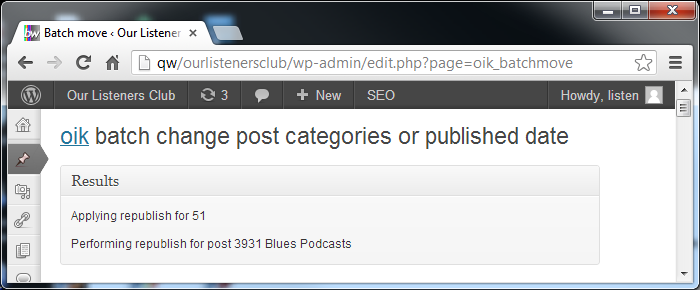 bw Batch move ‹ Our Listeners
qw/ourlistenersclub/wp-admin/edit.php?page=oik_batchmove
Our Listeners Club 3 + New SEO Howdy, listen
oik batch change post categories or published date
Results
Applying republish for 51
Performing republish for post 3931 Blues Podcasts